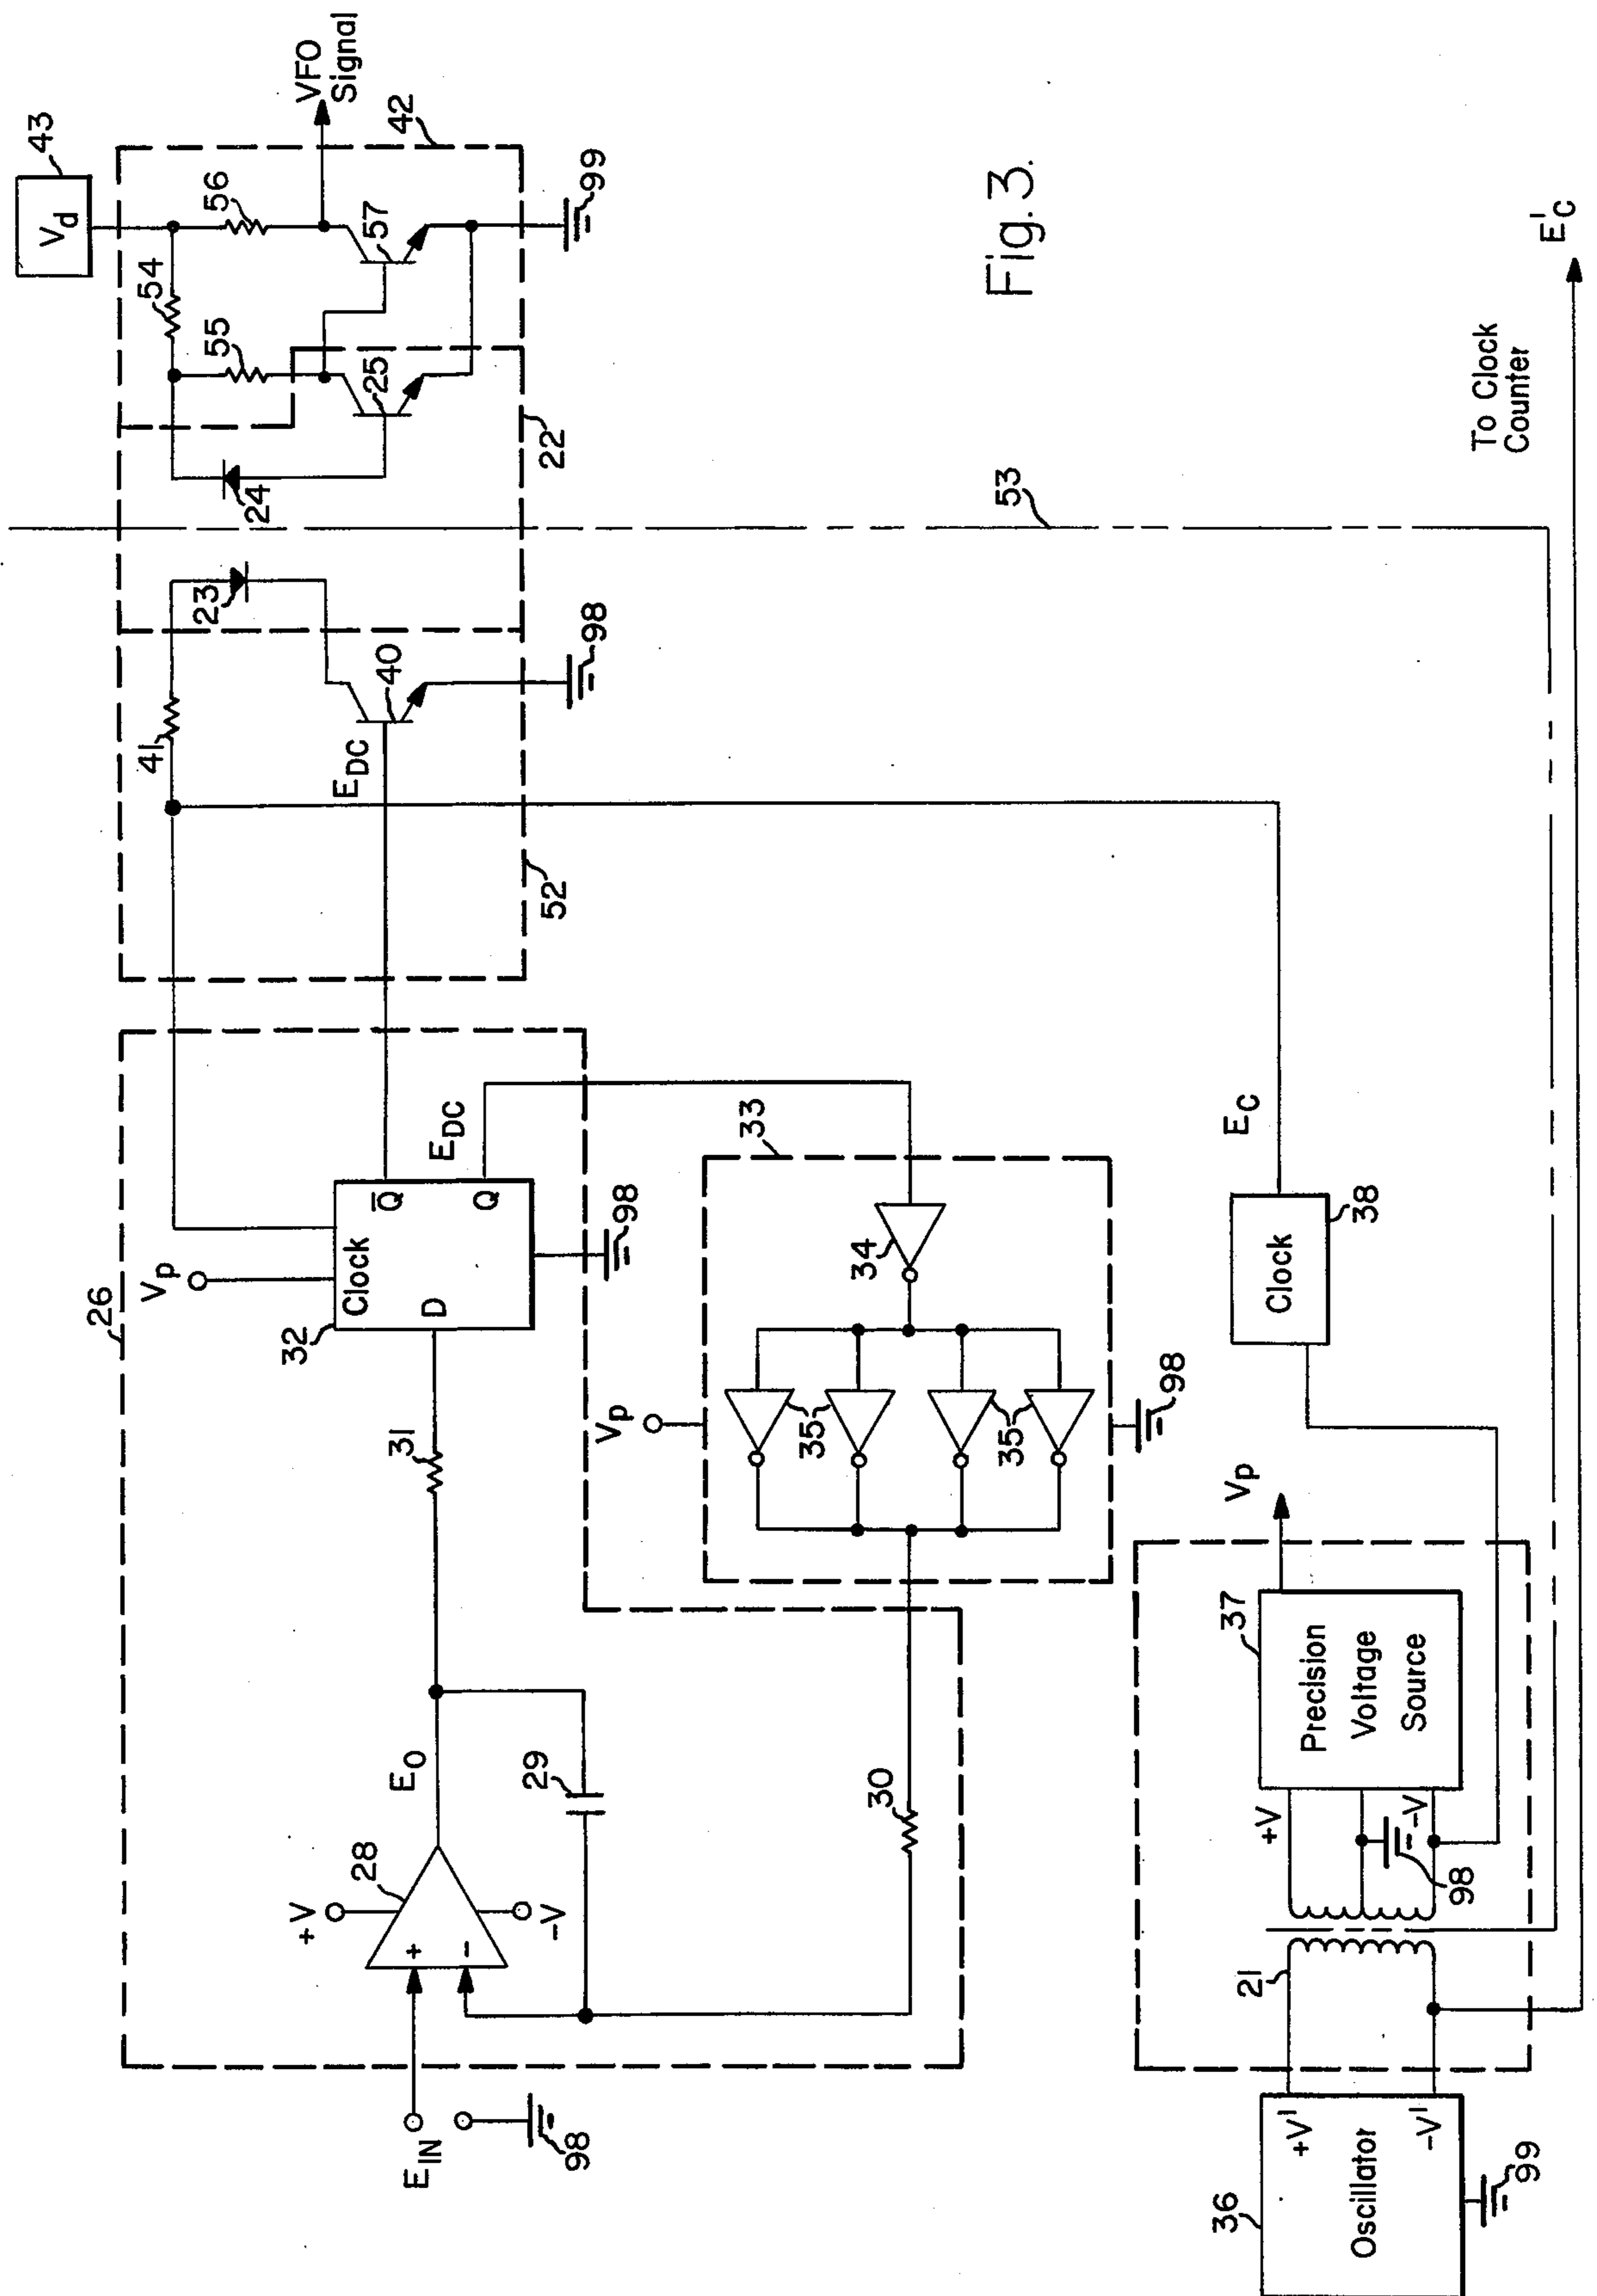 43
Vd
VFO
Signal
42
54
56
55
57
25
24
22
99
53
23
41
40
98
EDC
52
26
Vp
32
Clock
D
Q̅
Q
EDC
98
31
EO
28
+V
-V
+
-
29
30
EIN
98
33
34
35
35
Vp
98
Fig. 3.
To Clock
Counter
E'C
EC
Clock
38
Vp
37
Precision
Voltage
Source
+V
-V
98
21
36
Oscillator
+V'
-V'
99